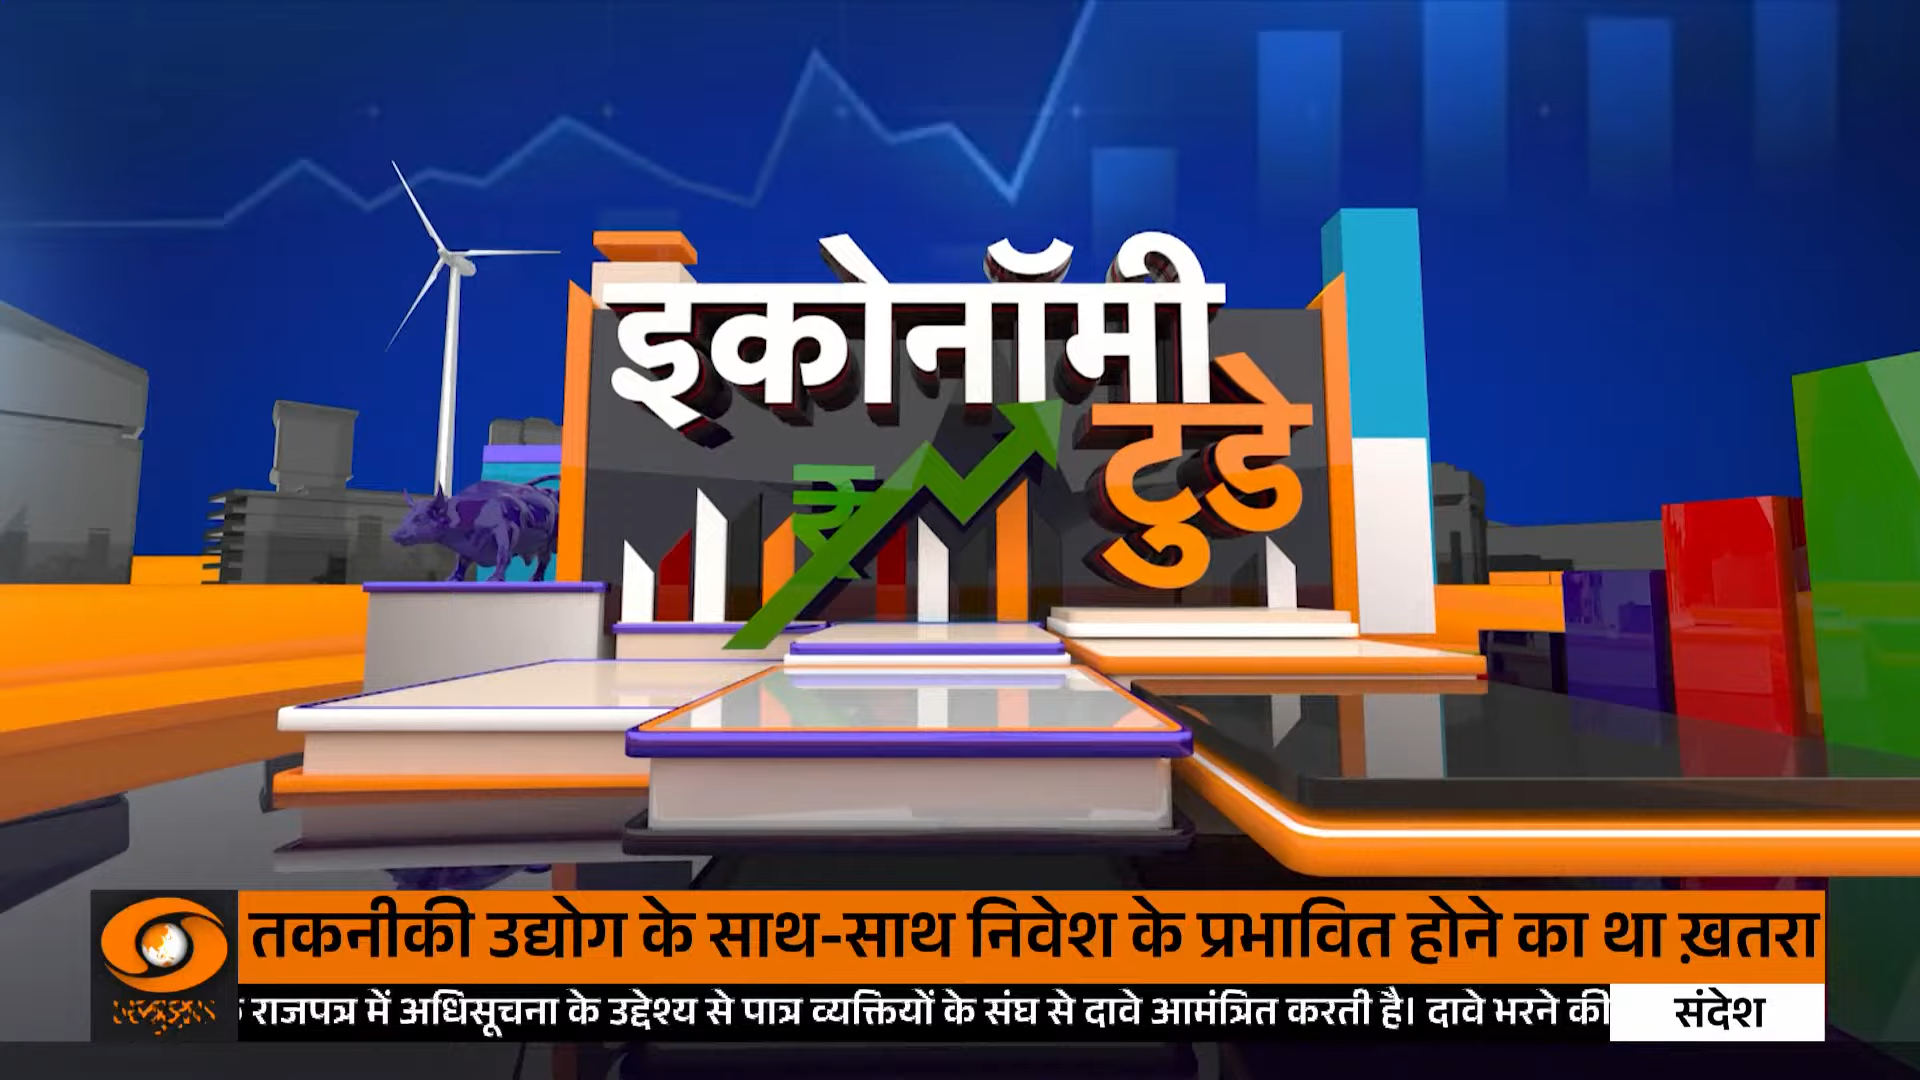 इकोनॉमी
टुडे
तकनीकी उद्योग के साथ-साथ निवेश के प्रभावित होने का था ख़तरा
राजपत्र में अधिसूचना के उद्देश्य से पात्र व्यक्तियों के संघ से दावे आमंत्रित करती है। दावे भरने की
संदेश